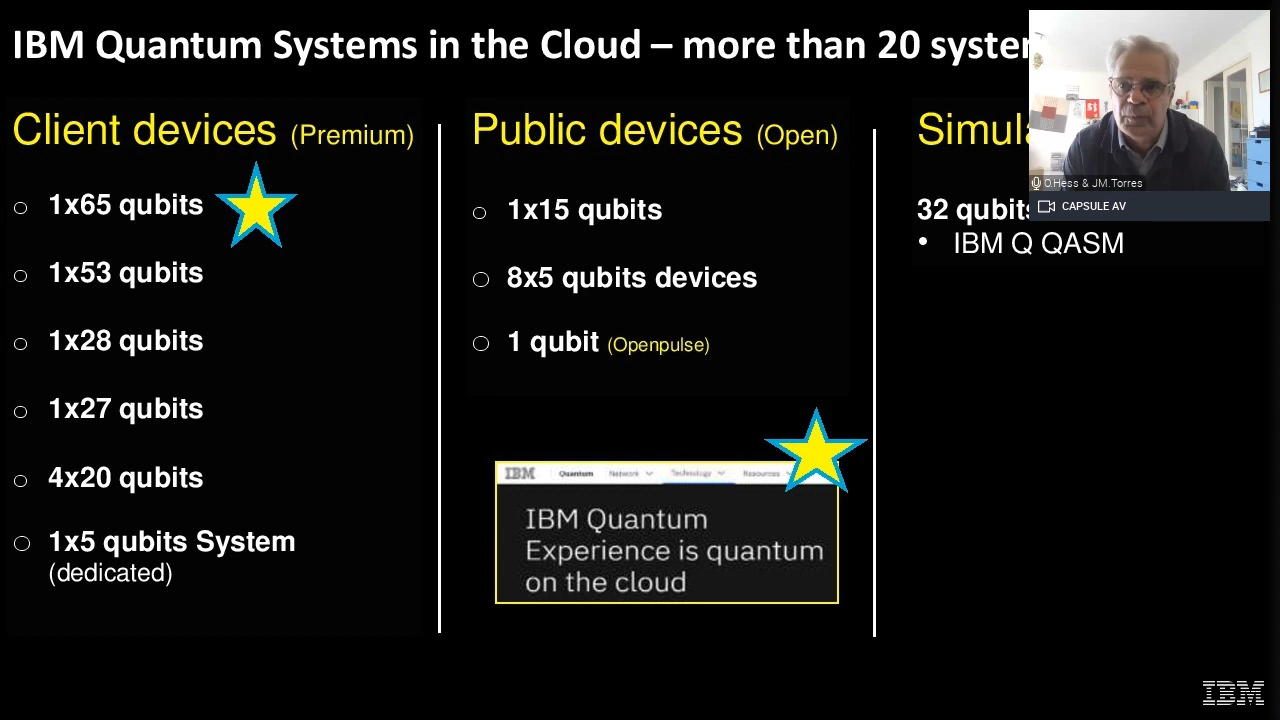 IBM Quantum Systems in the Cloud – more than 20
Client devices (Premium)
1x65 qubits
1x53 qubits
1x28 qubits
1x27 qubits
4x20 qubits
1x5 qubits System
(dedicated)
Public devices (Open)
1x15 qubits
8x5 qubits devices
1 qubit (Openpulse)
IBM Quantum Network Technology Resources
IBM Quantum
Experience is quantum
on the cloud
32 qubits
• IBM Q QASM
O.Hess & JM.Torres
CAPSULE AV
IBM